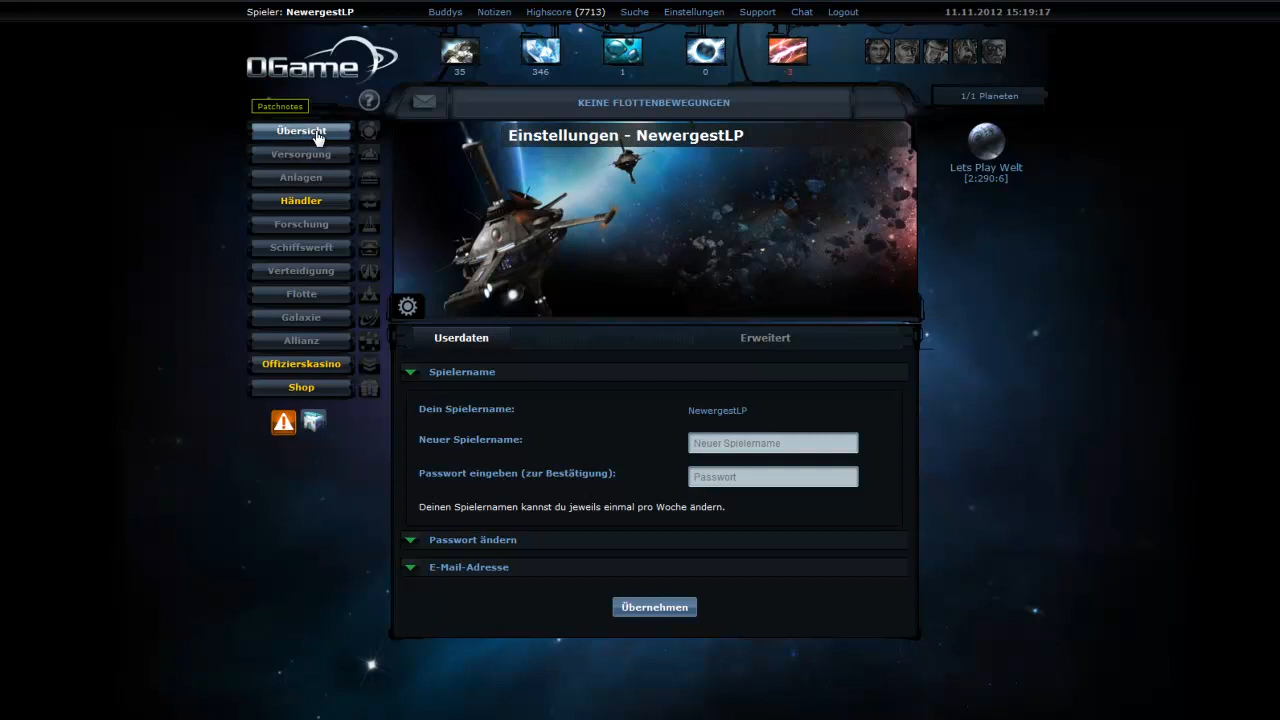 Spieler: NewergestLP
Buddys Notizen Highscore (7713) Suche Einstellungen Support Chat Logout
11.11.2012 15:19:17
OGame
35 346 1 0 -3
Patchnotes
?
KEINE FLOTTENBEWEGUNGEN
1/1 Planeten
Übersicht
Versorgung
Anlagen
Händler
Forschung
Schiffswerft
Verteidigung
Flotte
Galaxie
Allianz
Offizierskasino
Shop
Einstellungen - NewergestLP
Lets Play Welt
[2:290:6]
Userdaten Erweitert
Spielername
Dein Spielername: NewergestLP
Neuer Spielername: Neuer Spielername
Passwort eingeben (zur Bestätigung): Passwort
Deinen Spielernamen kannst du jeweils einmal pro Woche ändern.
Passwort ändern
E-Mail-Adresse
Übernehmen